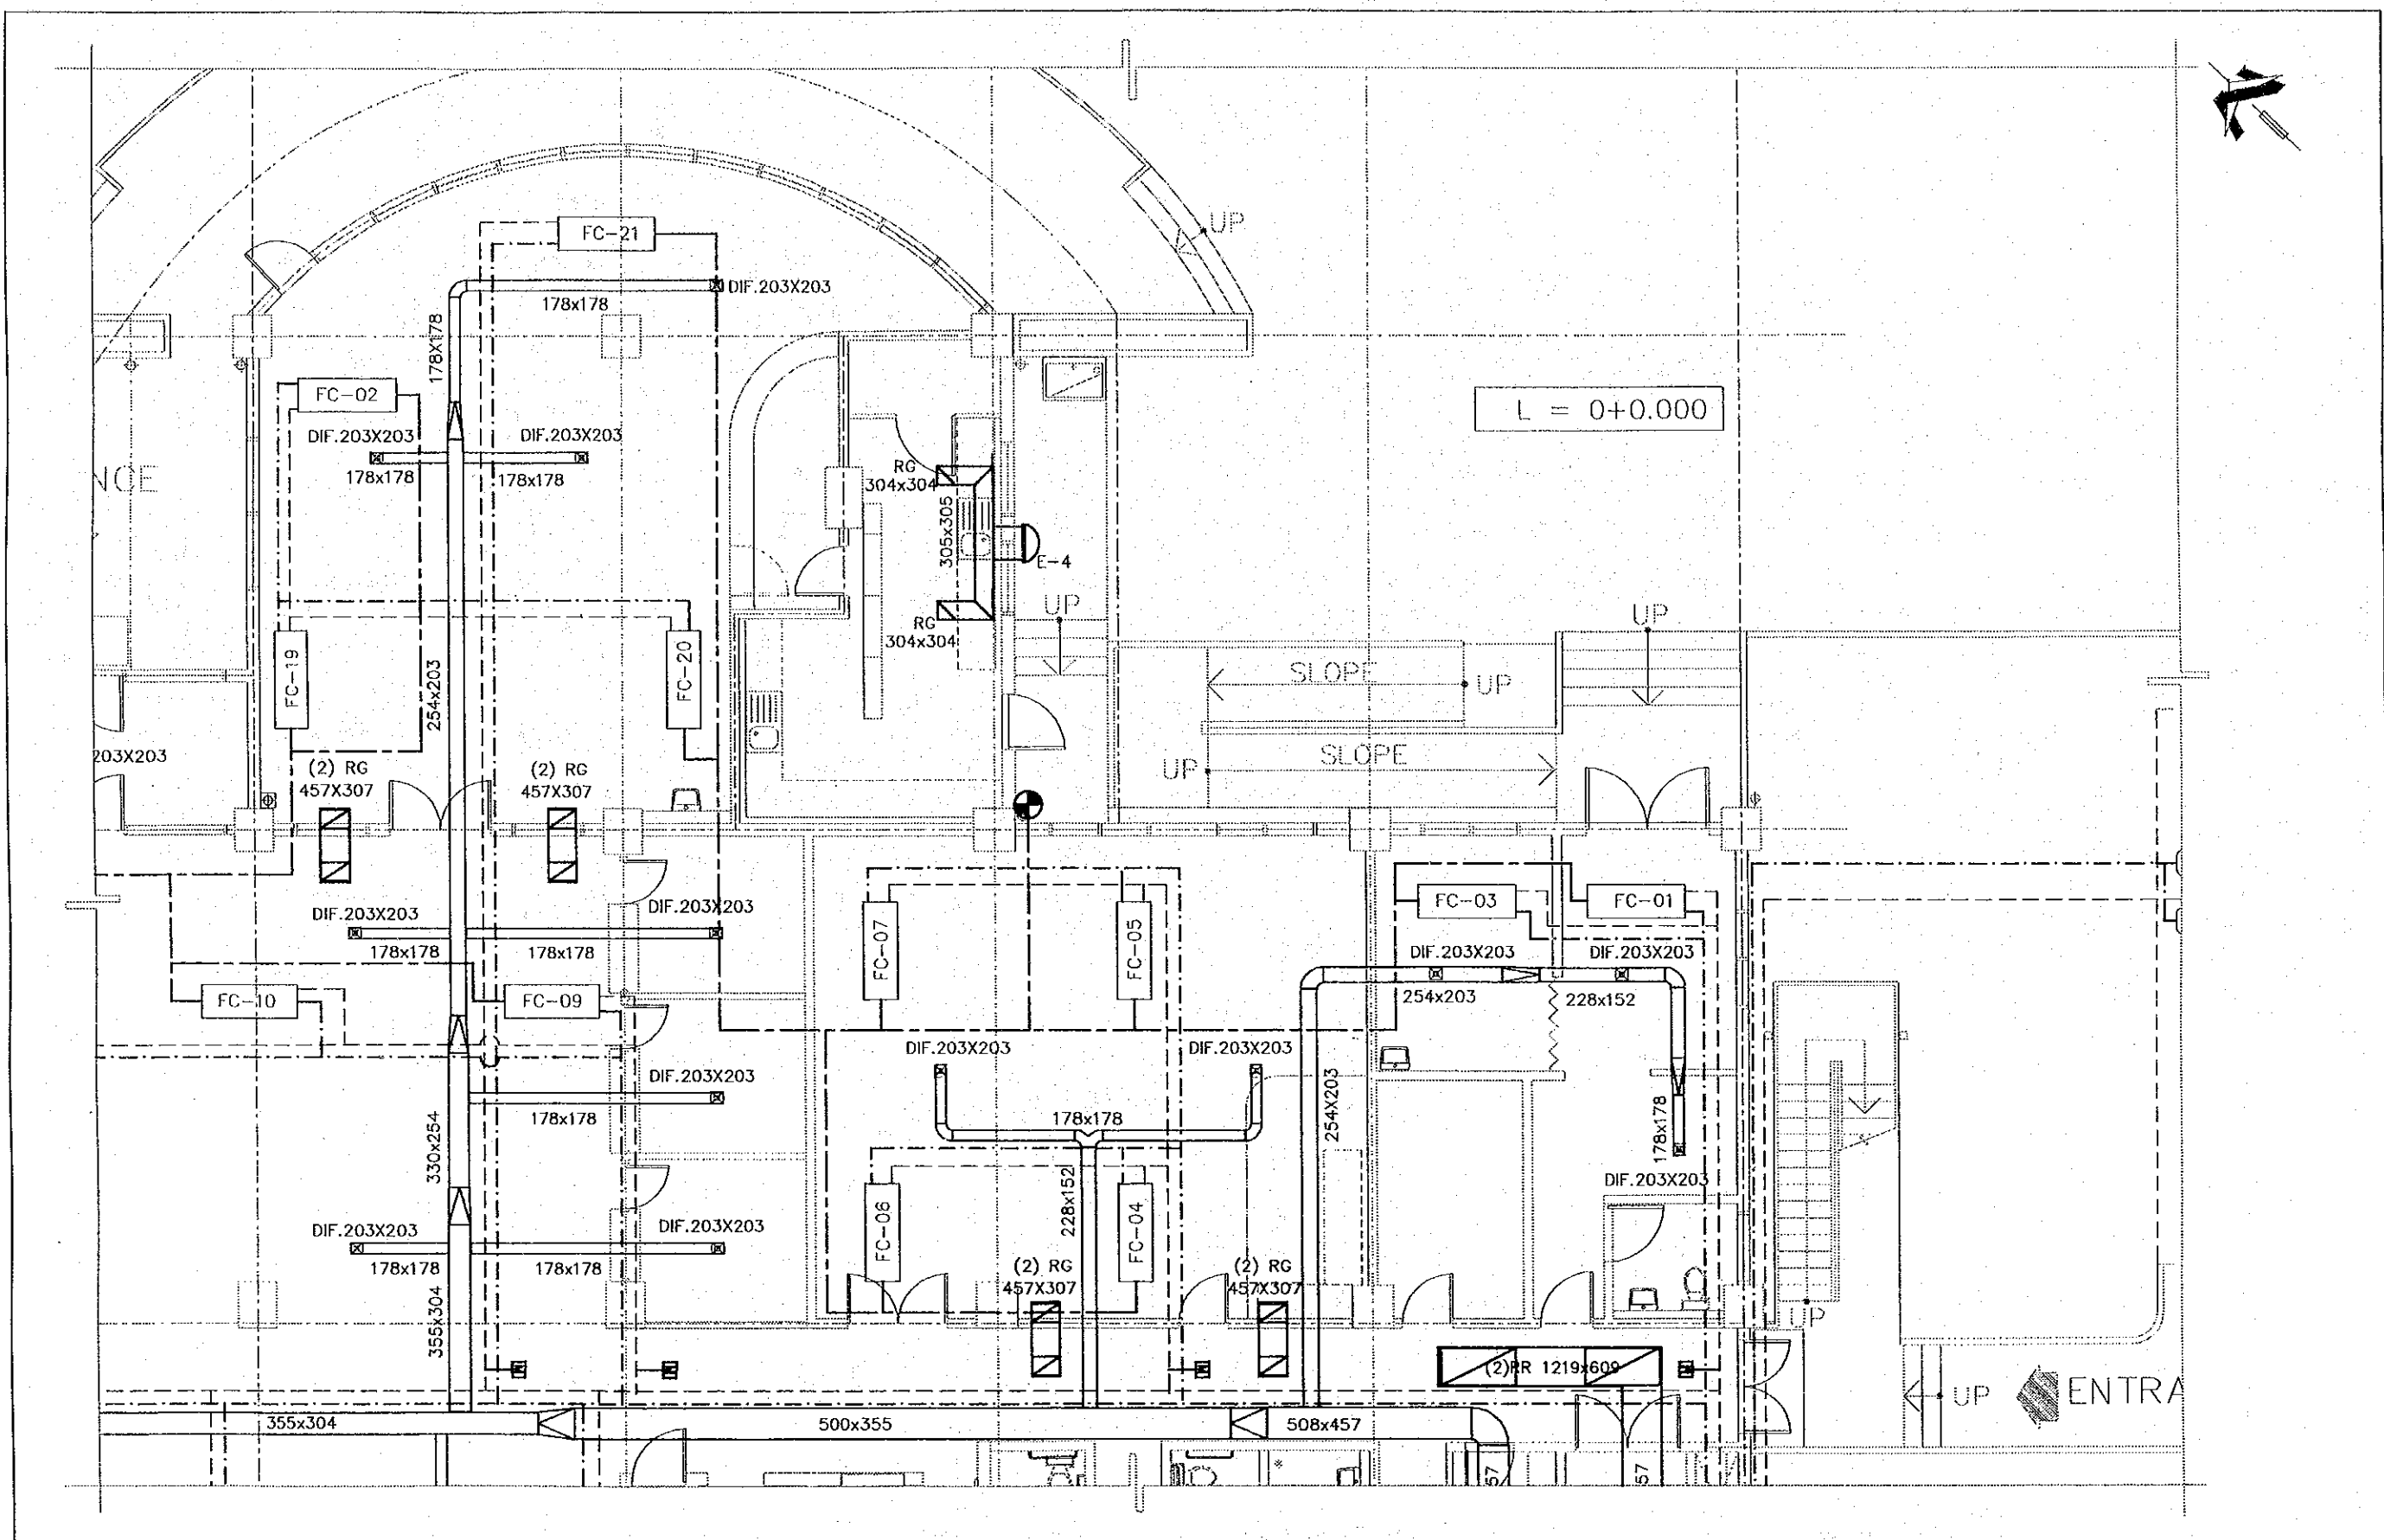 UP
FC-21
DIF.203X203
178x178
178X178
FC-02
L = 0+0.000
DIF.203X203
DIF.203X203
178x178
178x178
NCE
RG
304x304
305x305
E-4
UP
UP
RG
304x304
SLOPE
UP
FC-19
FC-20
254x203
203X203
(2) RG
457X307
(2) RG
457X307
UP
SLOPE
FC-03
FC-01
DIF.203X203
DIF.203X203
FC-07
FC-05
178x178
178x178
DIF.203X203
DIF.203X203
254x203
228x152
FC-10
FC-09
DIF.203X203
DIF.203X203
DIF.203X203
178x178
178x178
254X203
178x178
330x254
228x152
DIF.203X203
FC-06
FC-04
DIF.203X203
DIF.203X203
178x178
178x178
(2) RG
457X307
(2) RG
457X307
355x304
UP
(2)RR 1219x609
UP
ENTRA
355x304
500x355
508x457
57
57